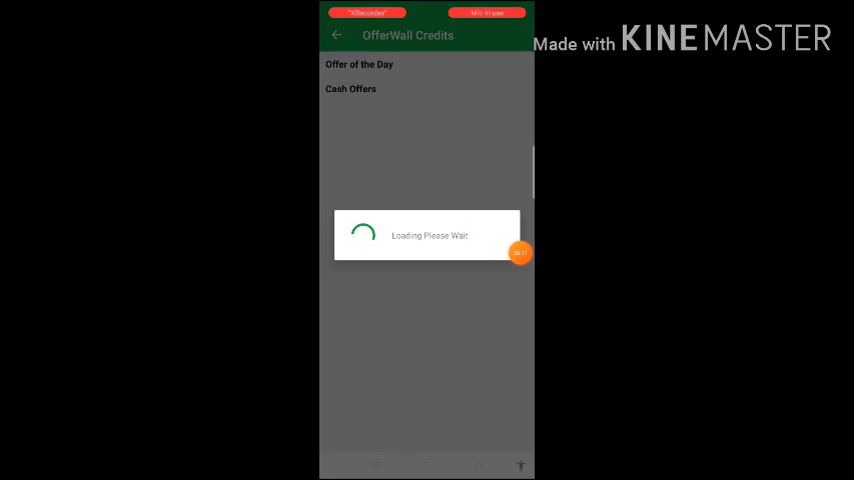 "XRecorder"
Mic in use
OfferWall Credits
Made with KINEMASTER
Offer of the Day
Cash Offers
Loading Please Wait